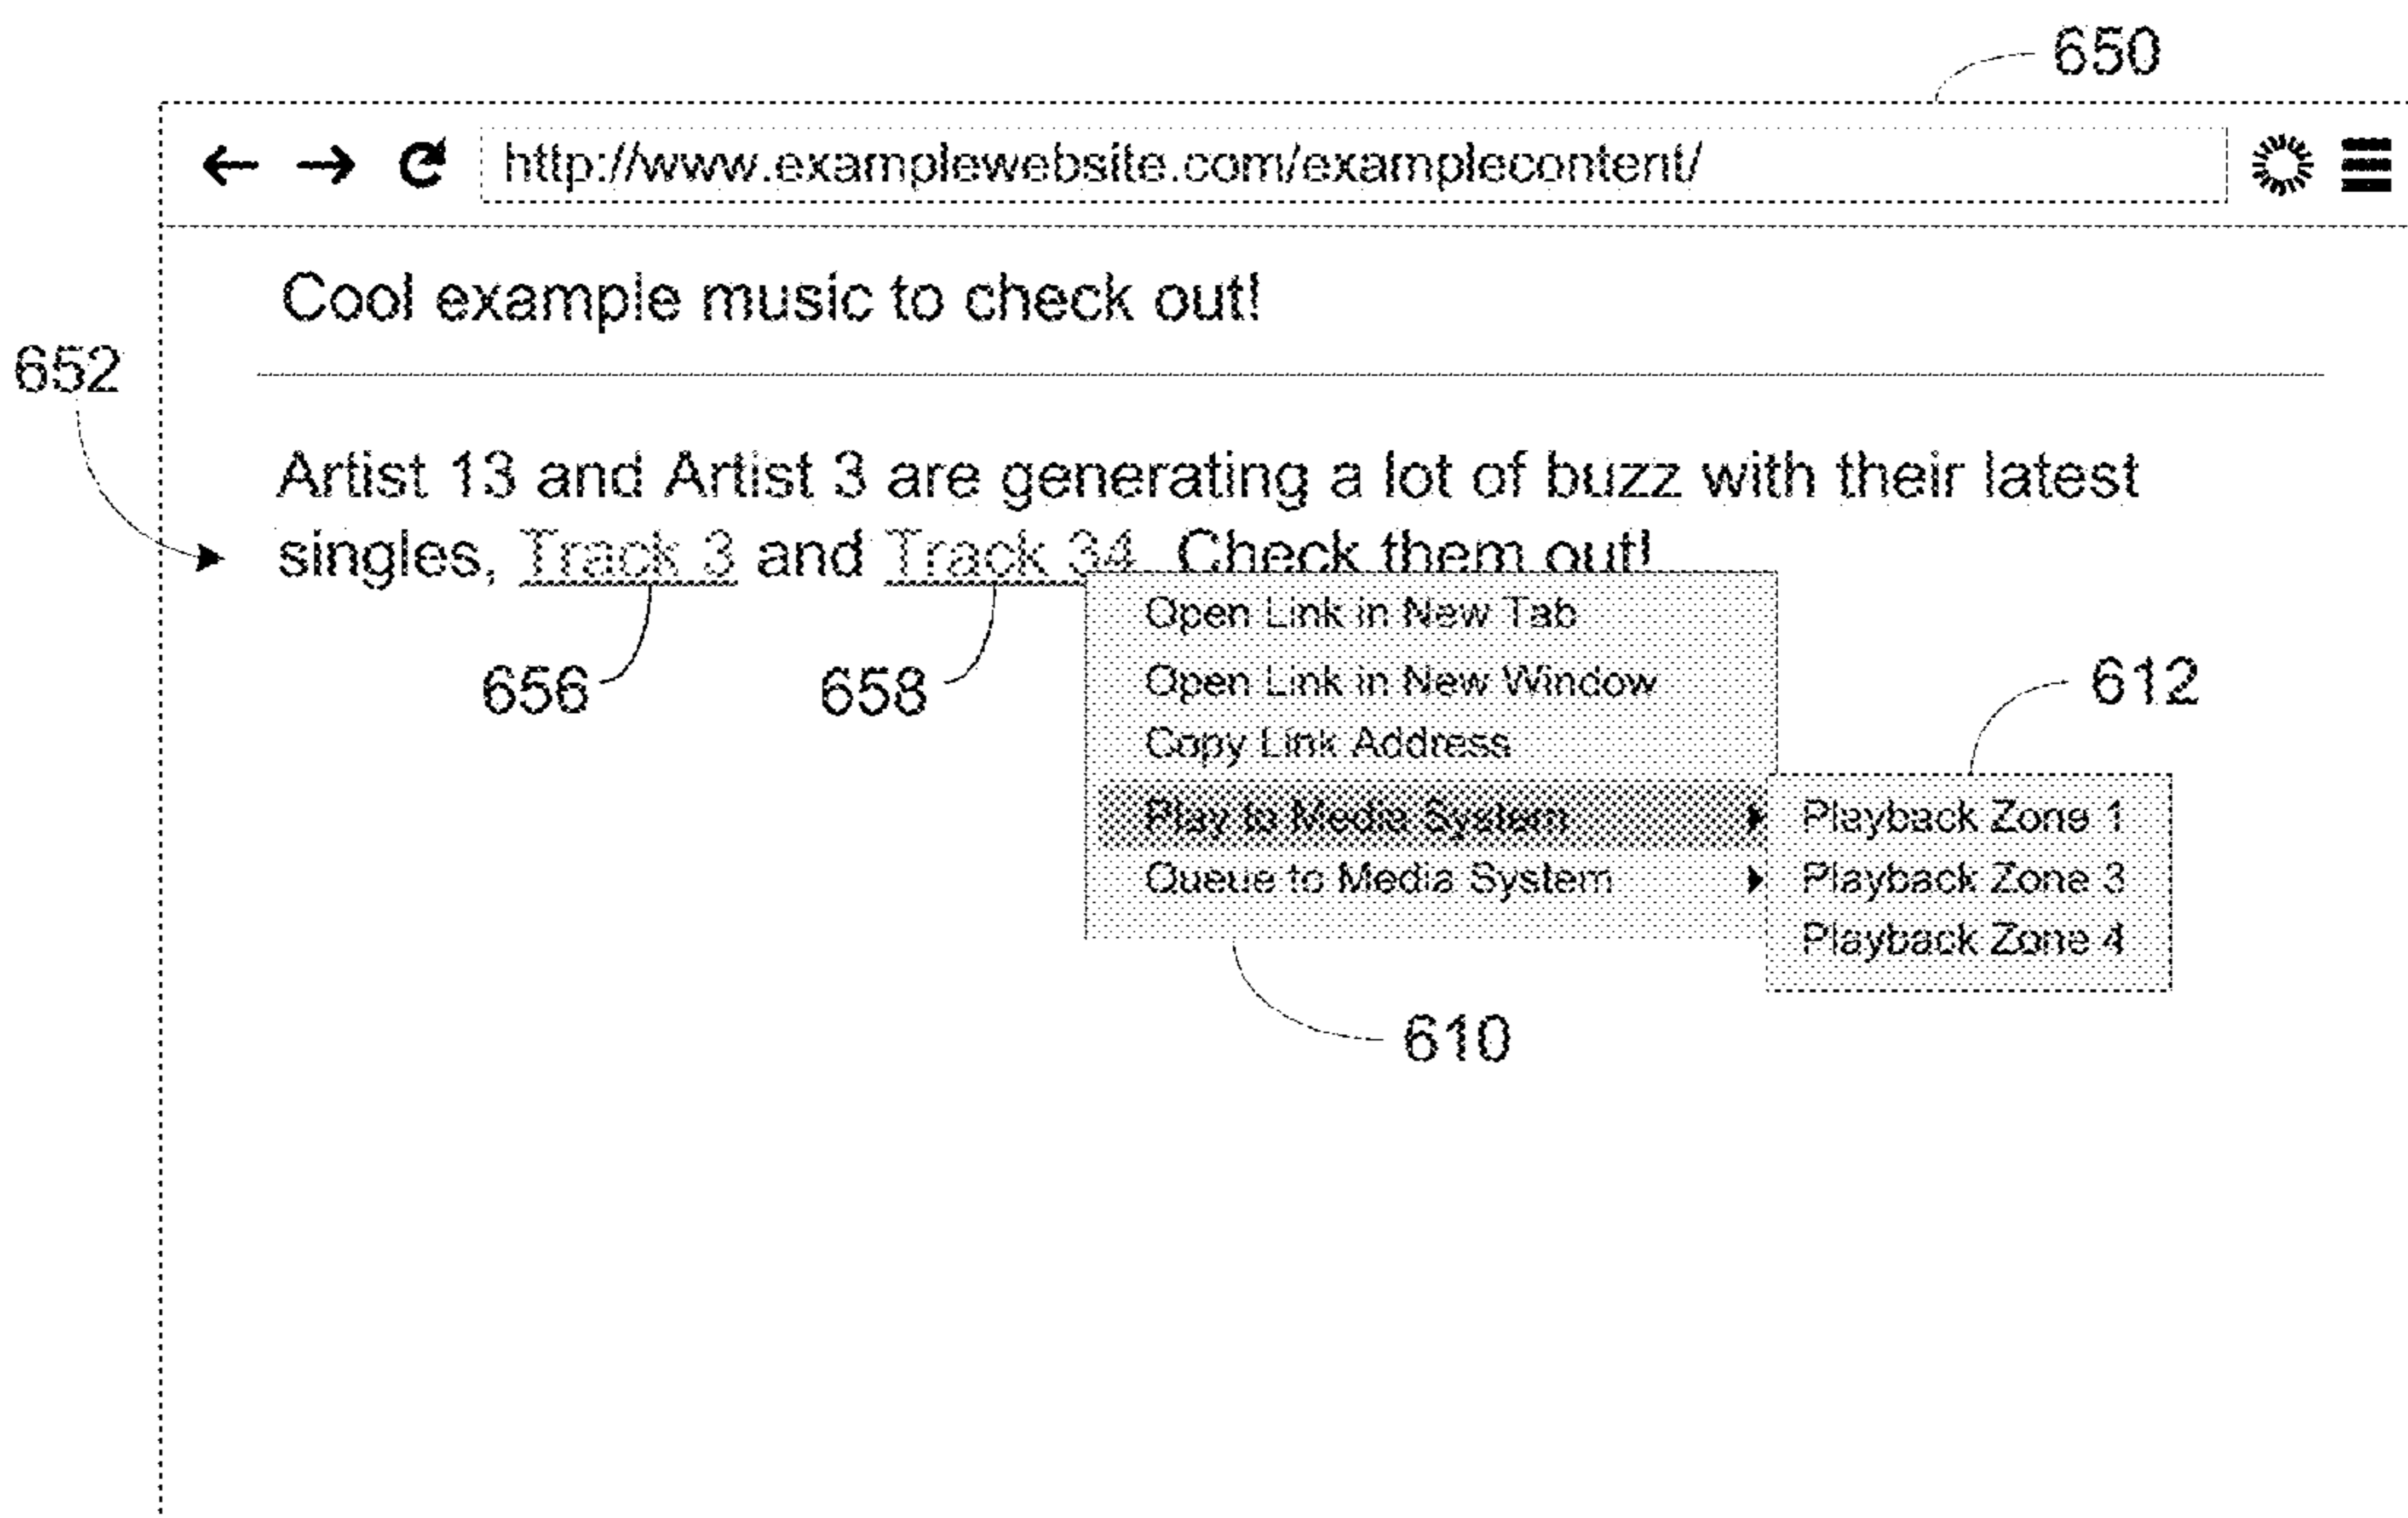 650
http://www.examplewebsite.com/examplecontent/
Cool example music to check out!
652
Artist 13 and Artist 3 are generating a lot of buzz with their latest
singles, Track 3 and Track 34. Check them out!
Open Link in New Tab
656
658
Open Link in New Window
612
Copy Link Address
Play to Media System
Playback Zone 1
Queue to Media System
Playback Zone 3
Playback Zone 4
610